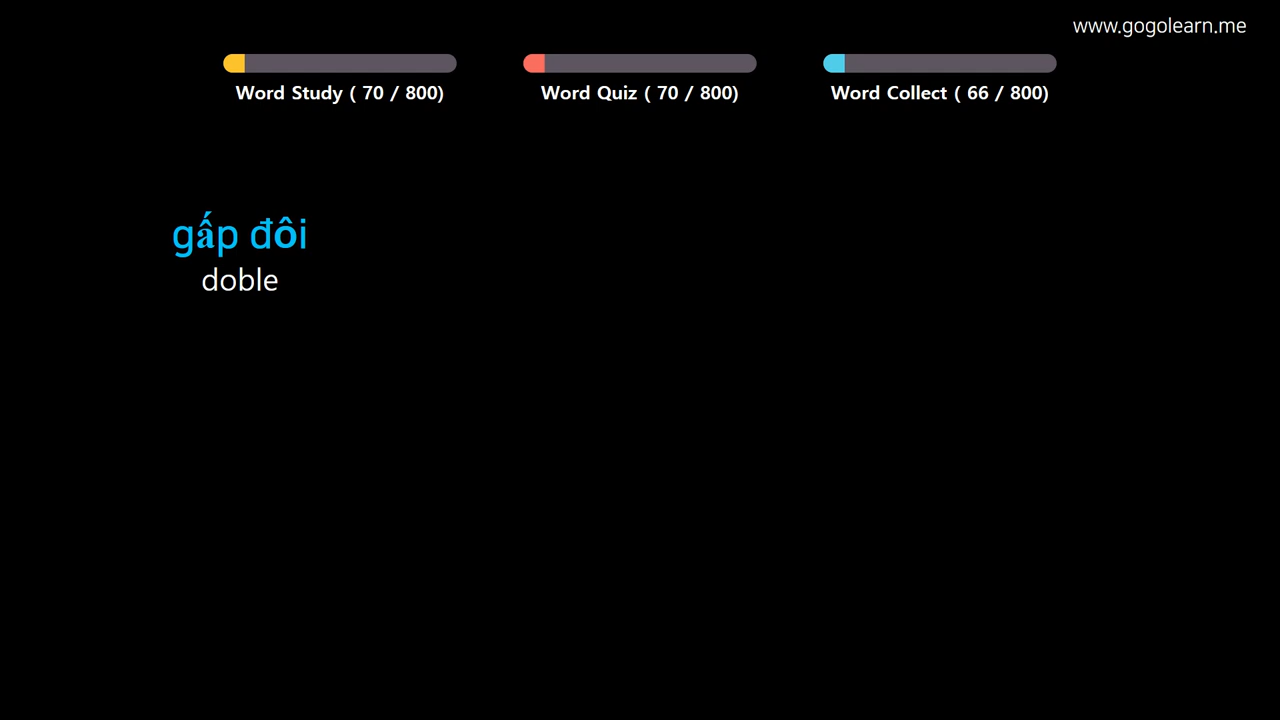 www.gogolearn.me
Word Study ( 70 / 800)
Word Quiz ( 70 / 800)
Word Collect ( 66 / 800)
gấp đôi
doble